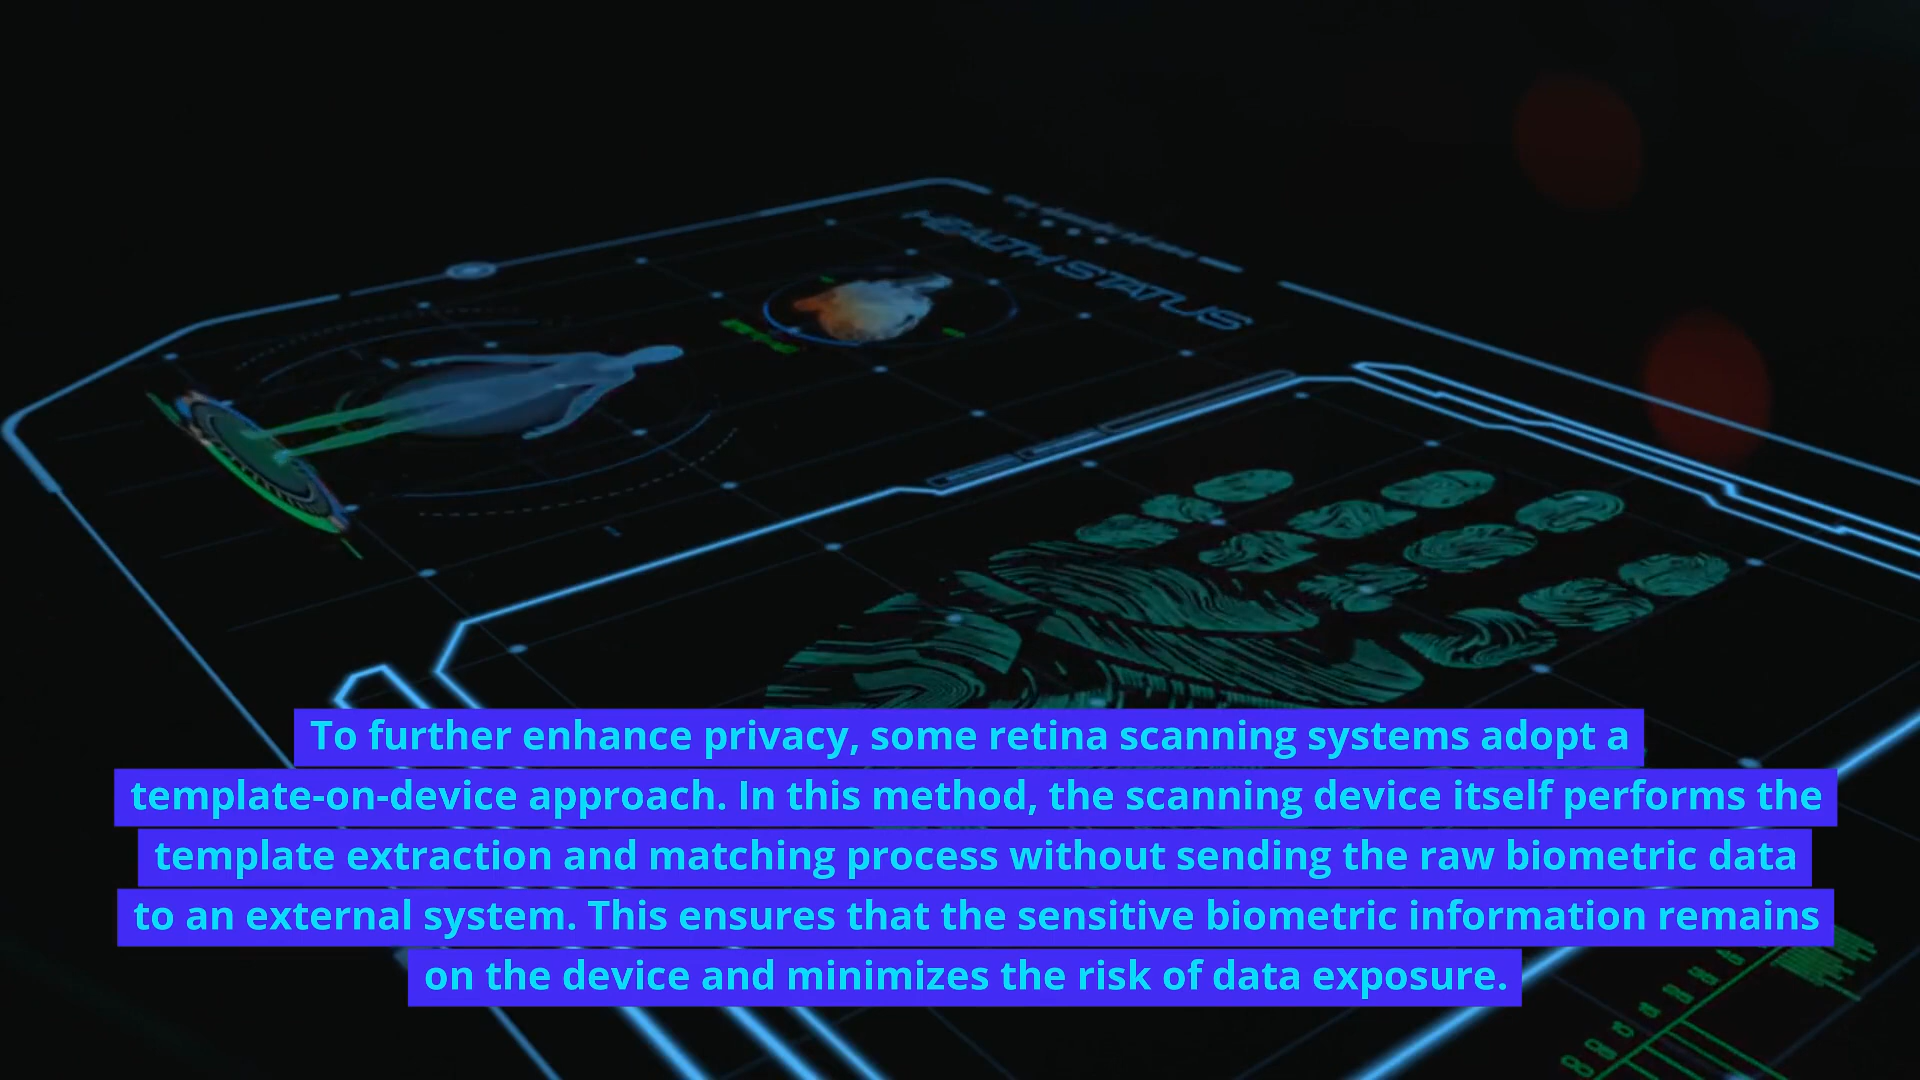 HEALTH STATUS
To further enhance privacy, some retina scanning systems adopt a
template-on-device approach. In this method, the scanning device itself performs the
template extraction and matching process without sending the raw biometric data
to an external system. This ensures that the sensitive biometric information remains
on the device and minimizes the risk of data exposure.